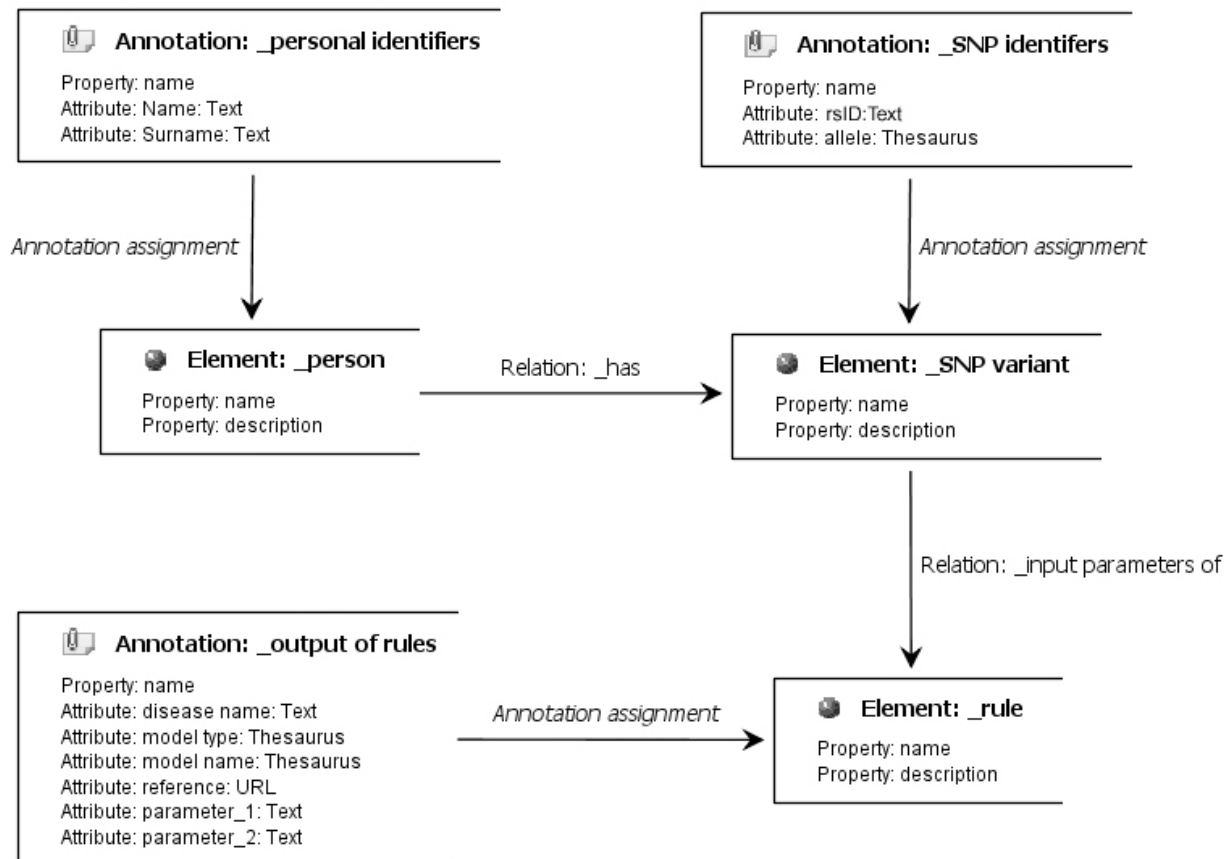 Annotation: _personal identifiers
Property: name
Attribute: Name: Text
Attribute: Surname: Text
Annotation: _SNP identifers
Property: name
Attribute: rsID:Text
Attribute: allele: Thesaurus
Annotation assignment
Annotation assignment
Element: _person
Property: name
Property: description
Relation: _has
Element: _SNP variant
Property: name
Property: description
Relation: _input parameters of
Annotation: _output of rules
Property: name
Attribute: disease name: Text
Attribute: model type: Thesaurus
Attribute: model name: Thesaurus
Attribute: reference: URL
Attribute: parameter_1: Text
Attribute: parameter_2: Text
Annotation assignment
Element: _rule
Property: name
Property: description